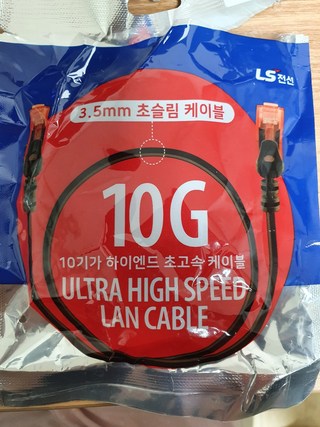 LS전선
3.5mm 초슬림 케이블
10G
10기가 하이엔드 초고속 케이블
ULTRA HIGH SPEED
LAN CABLE